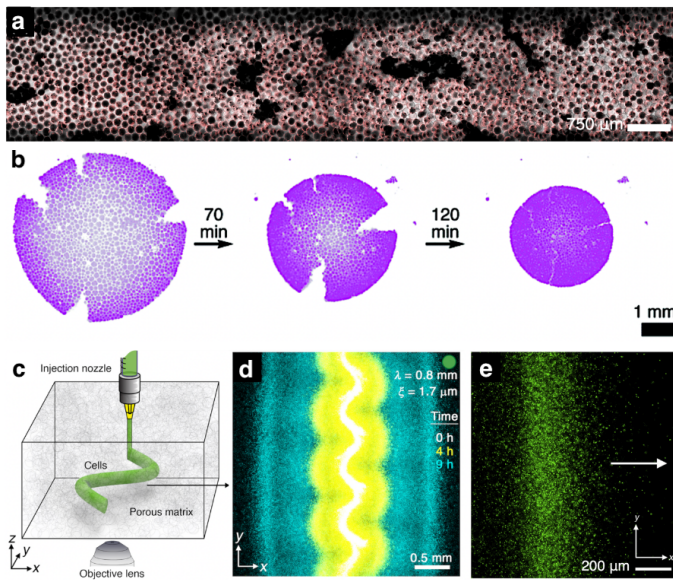 a
750 μm
b
70
min
120
min
1 mm
c
Injection nozzle
Cells
Porous matrix
z
y
x
Objective lens
d
λ = 0.8 mm
ξ = 1.7 μm
Time
0 h
4 h
9 h
y
x
0.5 mm
e
y
x
200 μm